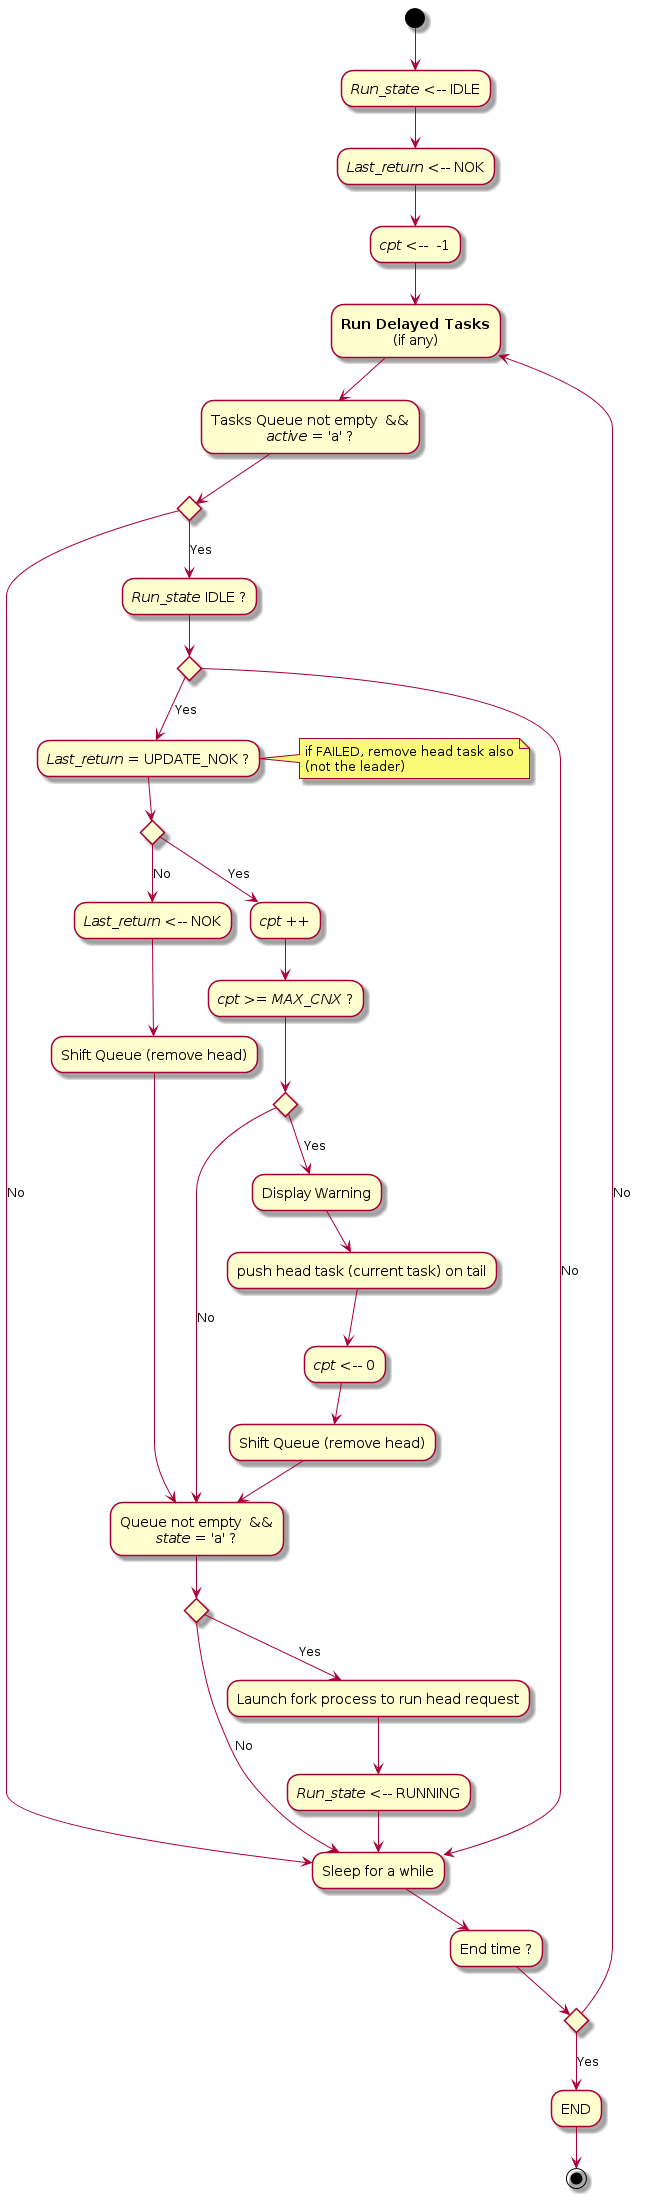 Run_state <-- IDLE
Last_return <-- NOK
cpt <-- -1
Run Delayed Tasks
(if any)
Tasks Queue not empty &&
active = 'a' ?
Yes
Run_state IDLE ?
Yes
Last_return = UPDATE_NOK ?
if FAILED, remove head task also
(not the leader)
No
Yes
Last_return <-- NOK
cpt ++
cpt >= MAX_CNX ?
Shift Queue (remove head)
Yes
Display Warning
No
No
push head task (current task) on tail
No
No
cpt <-- 0
Shift Queue (remove head)
Queue not empty &&
state = 'a' ?
Yes
Launch fork process to run head request
No
Run_state <-- RUNNING
Sleep for a while
End time ?
Yes
END